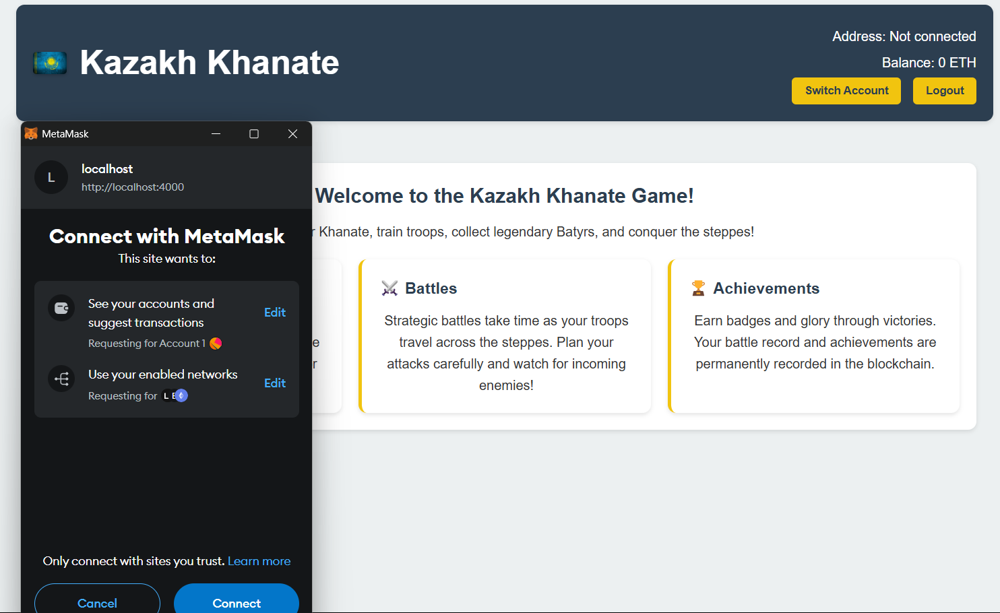 Kazakh Khanate
Address: Not connected
Balance: 0 ETH
Switch Account
Logout
MetaMask
L
localhost
http://localhost:4000
Connect with MetaMask
This site wants to:
See your accounts and
suggest transactions
Edit
Requesting for Account 1
Use your enabled networks
Edit
Requesting for L E
Only connect with sites you trust. Learn more
Cancel
Connect
Welcome to the Kazakh Khanate Game!
Khanate, train troops, collect legendary Batyrs, and conquer the steppes!
Battles
Strategic battles take time as your troops
travel across the steppes. Plan your
attacks carefully and watch for incoming
enemies!
Achievements
Earn badges and glory through victories.
Your battle record and achievements are
permanently recorded in the blockchain.